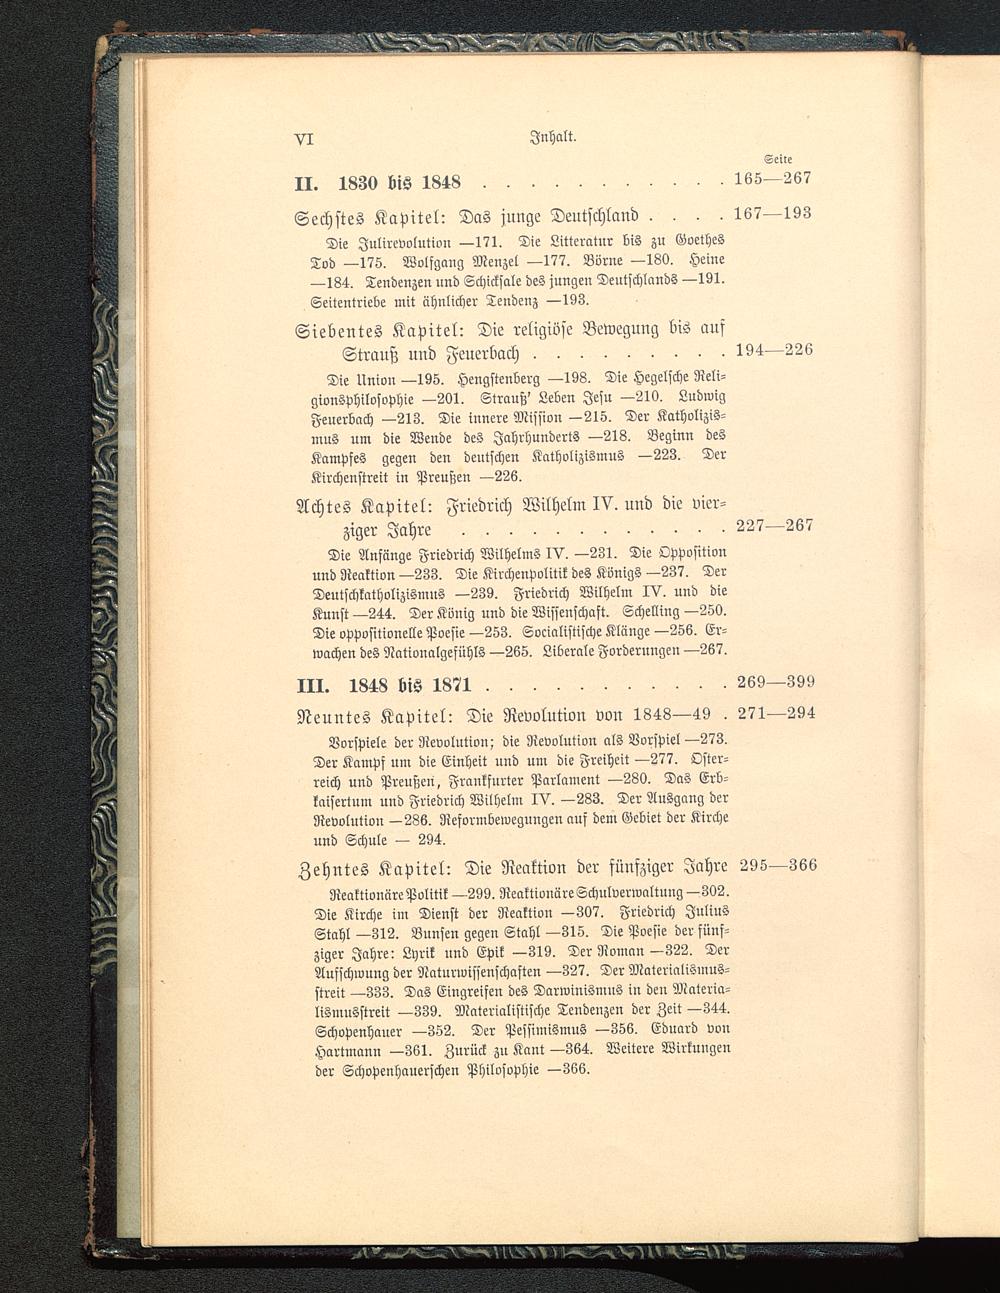 VI Inhalt.
Seite
II. 1830 bis 1848 . . . . . . . . . . . 165—267
Sechstes Kapitel: Das junge Deutschland . . . . 167—193
Die Julirevolution —171. Die Litteratur bis zu Goethes
Tod —175. Wolfgang Menzel —177. Börne —180. Heine
—184. Tendenzen und Schicksale des jungen Deutschlands —191.
Seitentriebe mit ähnlicher Tendenz —193.
Siebentes Kapitel: Die religiöse Bewegung bis auf
Strauß und Feuerbach . . . . . . . . . 194—226
Die Union —195. Hengstenberg —198. Die Hegelsche Reli-
gionsphilosophie —201. Strauß' Leben Jesu —210. Ludwig
Feuerbach —213. Die innere Mission —215. Der Katholizis-
mus um die Wende des Jahrhunderts —218. Beginn des
Kampfes gegen den deutschen Katholizismus —223. Der
Kirchenstreit in Preußen —226.
Achtes Kapitel: Friedrich Wilhelm IV. und die vier-
ziger Jahre . . . . . . . . . . . . 227—267
Die Anfänge Friedrich Wilhelms IV. —231. Die Opposition
und Reaktion —233. Die Kirchenpolitik des Königs —237. Der
Deutschkatholizismus —239. Friedrich Wilhelm IV. und die
Kunst —244. Der König und die Wissenschaft. Schelling —250.
Die oppositionelle Poesie —253. Socialistische Klänge —256. Er-
wachen des Nationalgefühls —265. Liberale Forderungen —267.
III. 1848 bis 1871 . . . . . . . . . . . 269—399
Neuntes Kapitel: Die Revolution von 1848—49 . 271—294
Vorspiele der Revolution; die Revolution als Vorspiel —273.
Der Kampf um die Einheit und um die Freiheit —277. Öster-
reich und Preußen, Frankfurter Parlament —280. Das Erb-
kaisertum und Friedrich Wilhelm IV. —283. Der Ausgang der
Revolution —286. Reformbewegungen auf dem Gebiet der Kirche
und Schule — 294.
Zehntes Kapitel: Die Reaktion der fünfziger Jahre 295—366
Reaktionäre Politik —299. Reaktionäre Schulverwaltung —302.
Die Kirche im Dienst der Reaktion —307. Friedrich Julius
Stahl —312. Bunsen gegen Stahl —315. Die Poesie der fünf-
ziger Jahre: Lyrik und Epik —319. Der Roman —322. Der
Aufschwung der Naturwissenschaften —327. Der Materialismus-
streit —333. Das Eingreifen des Darwinismus in den Materia-
lismusstreit —339. Materialistische Tendenzen der Zeit —344.
Schopenhauer —352. Der Pessimismus —356. Eduard von
Hartmann —361. Zurück zu Kant —364. Weitere Wirkungen
der Schopenhauerschen Philosophie —366.